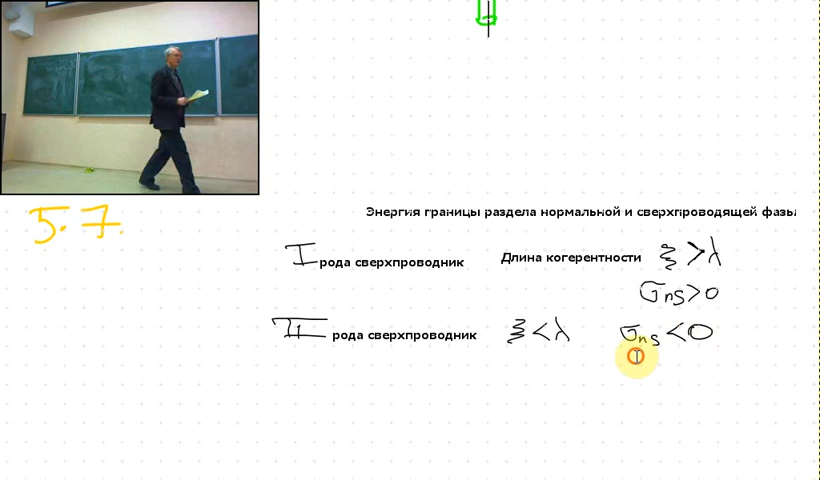 Энергия границы раздела нормальной и сверхпроводящей фазы
5.7.
I рода сверхпроводник Длина когерентности ξ > λ
σns > 0
II рода сверхпроводник ξ < λ σns < 0